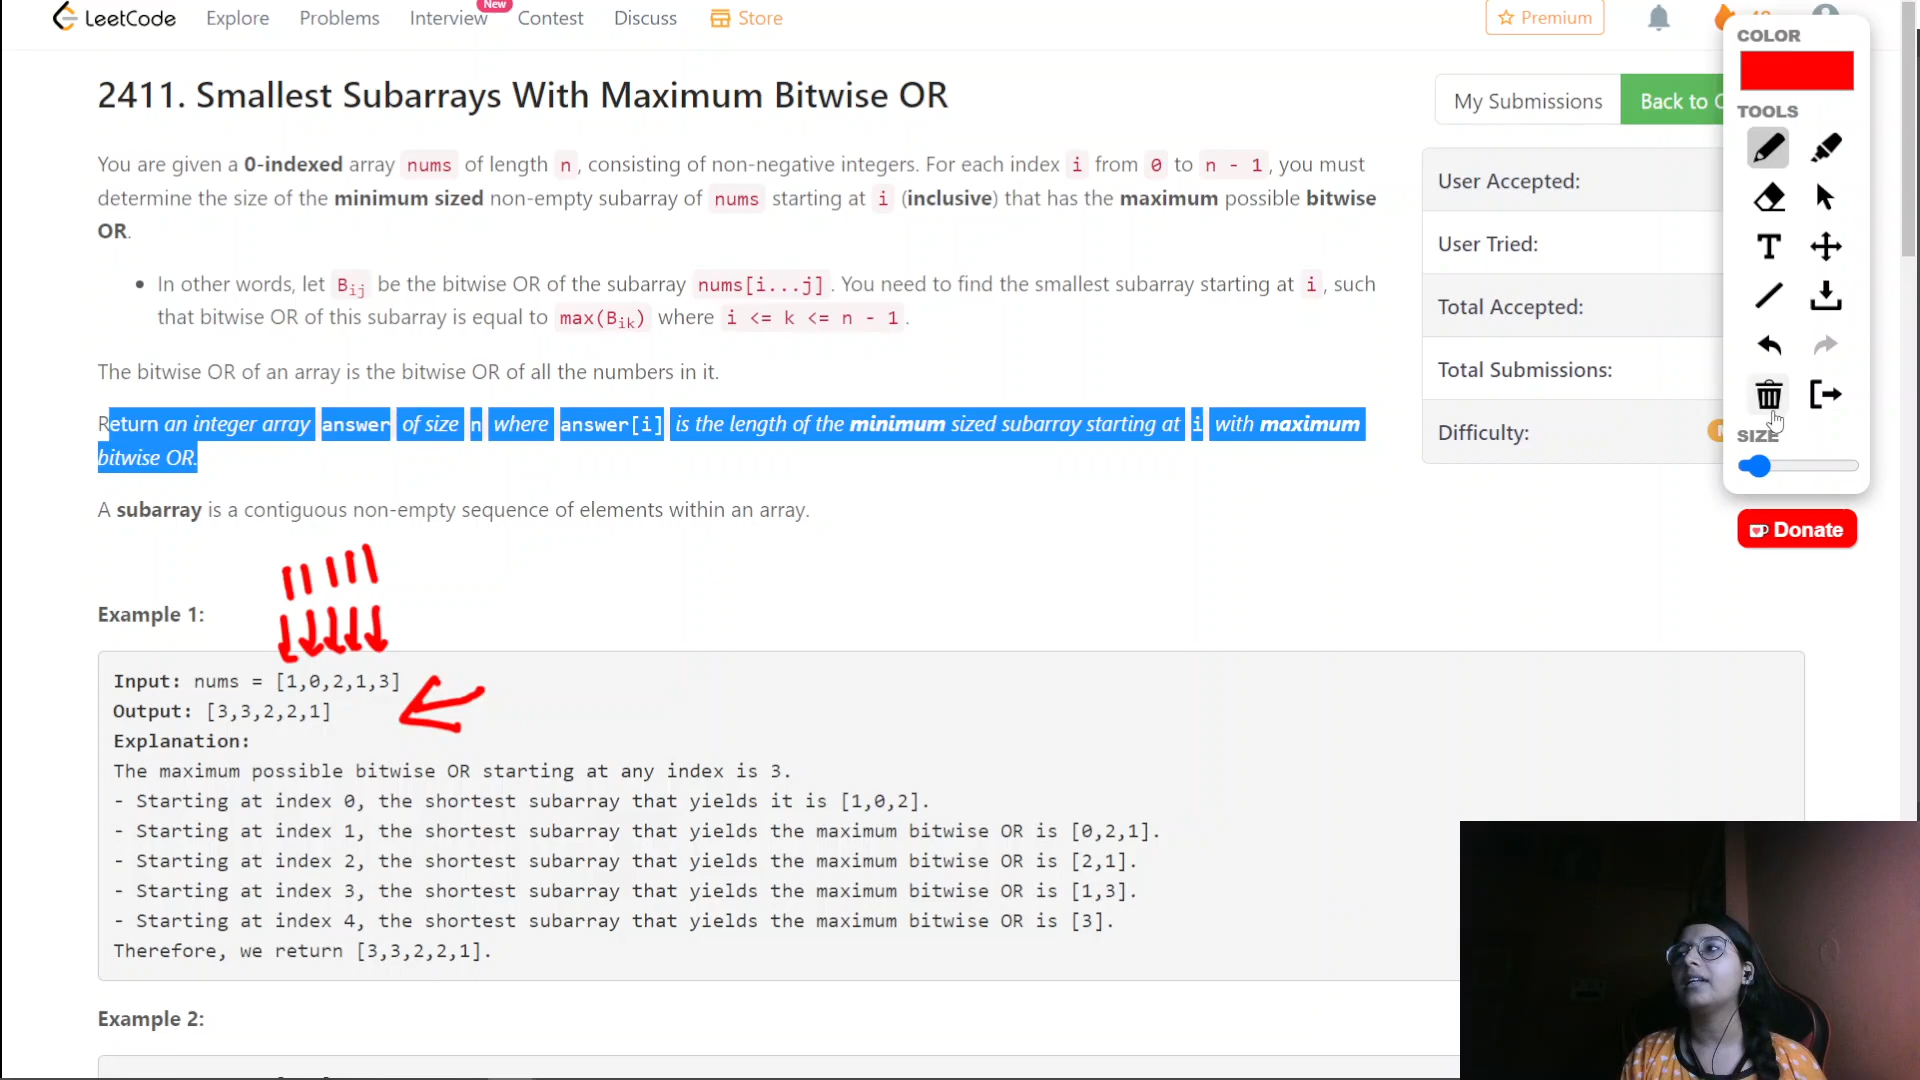 LeetCode Explore Problems Interview New Contest Discuss Store Premium
COLOR
2411. Smallest Subarrays With Maximum Bitwise OR
My Submissions Back to C
TOOLS
You are given a 0-indexed array nums of length n, consisting of non-negative integers. For each index i from 0 to n - 1, you must
determine the size of the minimum sized non-empty subarray of nums starting at i (inclusive) that has the maximum possible bitwise
OR.
In other words, let Bij be the bitwise OR of the subarray nums[i...j]. You need to find the smallest subarray starting at i, such
that bitwise OR of this subarray is equal to max(Bik) where i <= k <= n - 1.
The bitwise OR of an array is the bitwise OR of all the numbers in it.
Return an integer array answer of size n where answer[i] is the length of the minimum sized subarray starting at i with maximum
bitwise OR.
A subarray is a contiguous non-empty sequence of elements within an array.
User Accepted:
User Tried:
Total Accepted:
Total Submissions:
Difficulty:
T
SIZE
Donate
Example 1:
Input: nums = [1,0,2,1,3]
Output: [3,3,2,2,1]
Explanation:
The maximum possible bitwise OR starting at any index is 3.
- Starting at index 0, the shortest subarray that yields it is [1,0,2].
- Starting at index 1, the shortest subarray that yields the maximum bitwise OR is [0,2,1].
- Starting at index 2, the shortest subarray that yields the maximum bitwise OR is [2,1].
- Starting at index 3, the shortest subarray that yields the maximum bitwise OR is [1,3].
- Starting at index 4, the shortest subarray that yields the maximum bitwise OR is [3].
Therefore, we return [3,3,2,2,1].
Example 2: